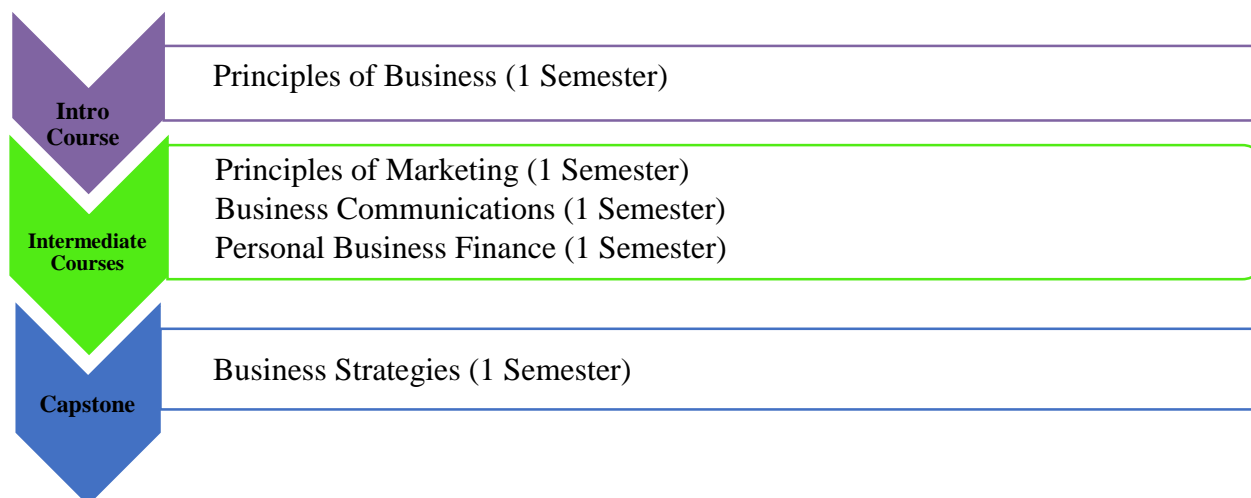 Intro
Course
Principles of Business (1 Semester)
Intermediate
Courses
Principles of Marketing (1 Semester)
Business Communications (1 Semester)
Personal Business Finance (1 Semester)
Capstone
Business Strategies (1 Semester)